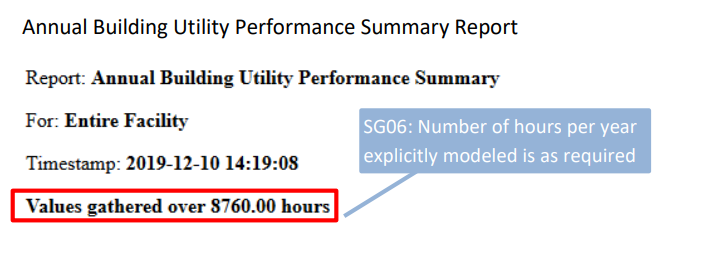 Annual Building Utility Performance Summary Report
Report: Annual Building Utility Performance Summary
For: Entire Facility
SG06: Number of hours per year
explicitly modeled is as required
Timestamp: 2019-12-10 14:19:08
Values gathered over 8760.00 hours